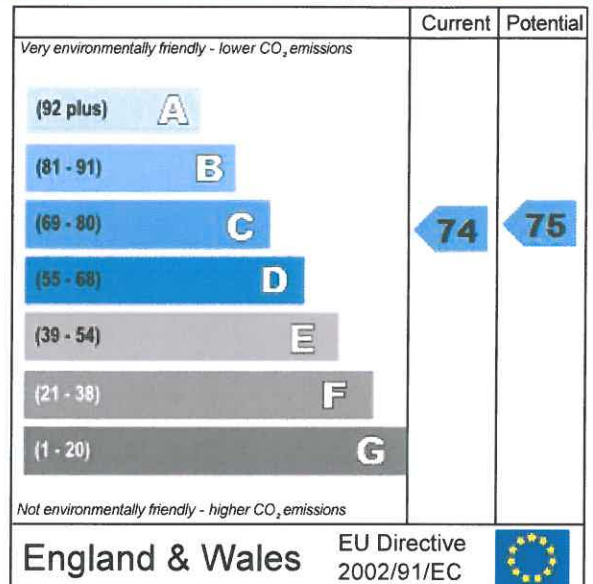 Current Potential
Very environmentally friendly - lower CO₂ emissions
(92 plus) A
(81 - 91) B
(69 - 80) C 74 75
(55 - 68) D
(39 - 54) E
(21 - 38) F
(1 - 20) G
Not environmentally friendly - higher CO₂ emissions
England & Wales EU Directive
2002/91/EC